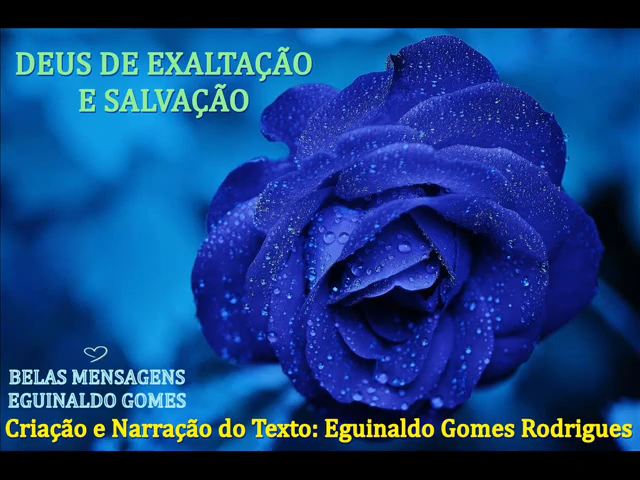 DEUS DE EXALTAÇÃO
E SALVAÇÃO
BELAS MENSAGENS
EGUINALDO GOMES
Criação e Narração do Texto: Eguinaldo Gomes Rodrigues